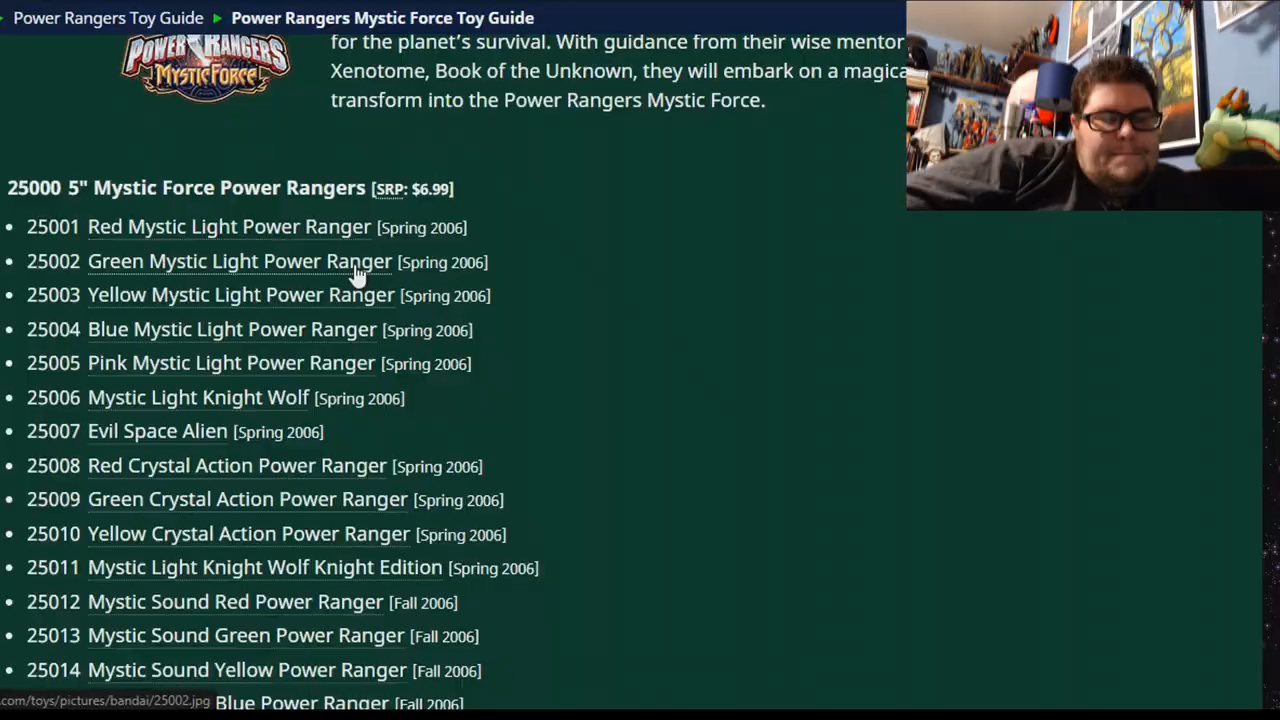 Power Rangers Toy Guide ▶ Power Rangers Mystic Force Toy Guide
POWER RANGERS
MYSTIC FORCE
for the planet's survival. With guidance from their wise mentor
Xenotome, Book of the Unknown, they will embark on a magica
transform into the Power Rangers Mystic Force.
25000 5" Mystic Force Power Rangers [SRP: $6.99]
• 25001 Red Mystic Light Power Ranger [Spring 2006]
• 25002 Green Mystic Light Power Ranger [Spring 2006]
• 25003 Yellow Mystic Light Power Ranger [Spring 2006]
• 25004 Blue Mystic Light Power Ranger [Spring 2006]
• 25005 Pink Mystic Light Power Ranger [Spring 2006]
• 25006 Mystic Light Knight Wolf [Spring 2006]
• 25007 Evil Space Alien [Spring 2006]
• 25008 Red Crystal Action Power Ranger [Spring 2006]
• 25009 Green Crystal Action Power Ranger [Spring 2006]
• 25010 Yellow Crystal Action Power Ranger [Spring 2006]
• 25011 Mystic Light Knight Wolf Knight Edition [Spring 2006]
• 25012 Mystic Sound Red Power Ranger [Fall 2006]
• 25013 Mystic Sound Green Power Ranger [Fall 2006]
• 25014 Mystic Sound Yellow Power Ranger [Fall 2006]
Blue Power Ranger [Fall 2006]
.com/toys/pictures/bandai/25002.jpg